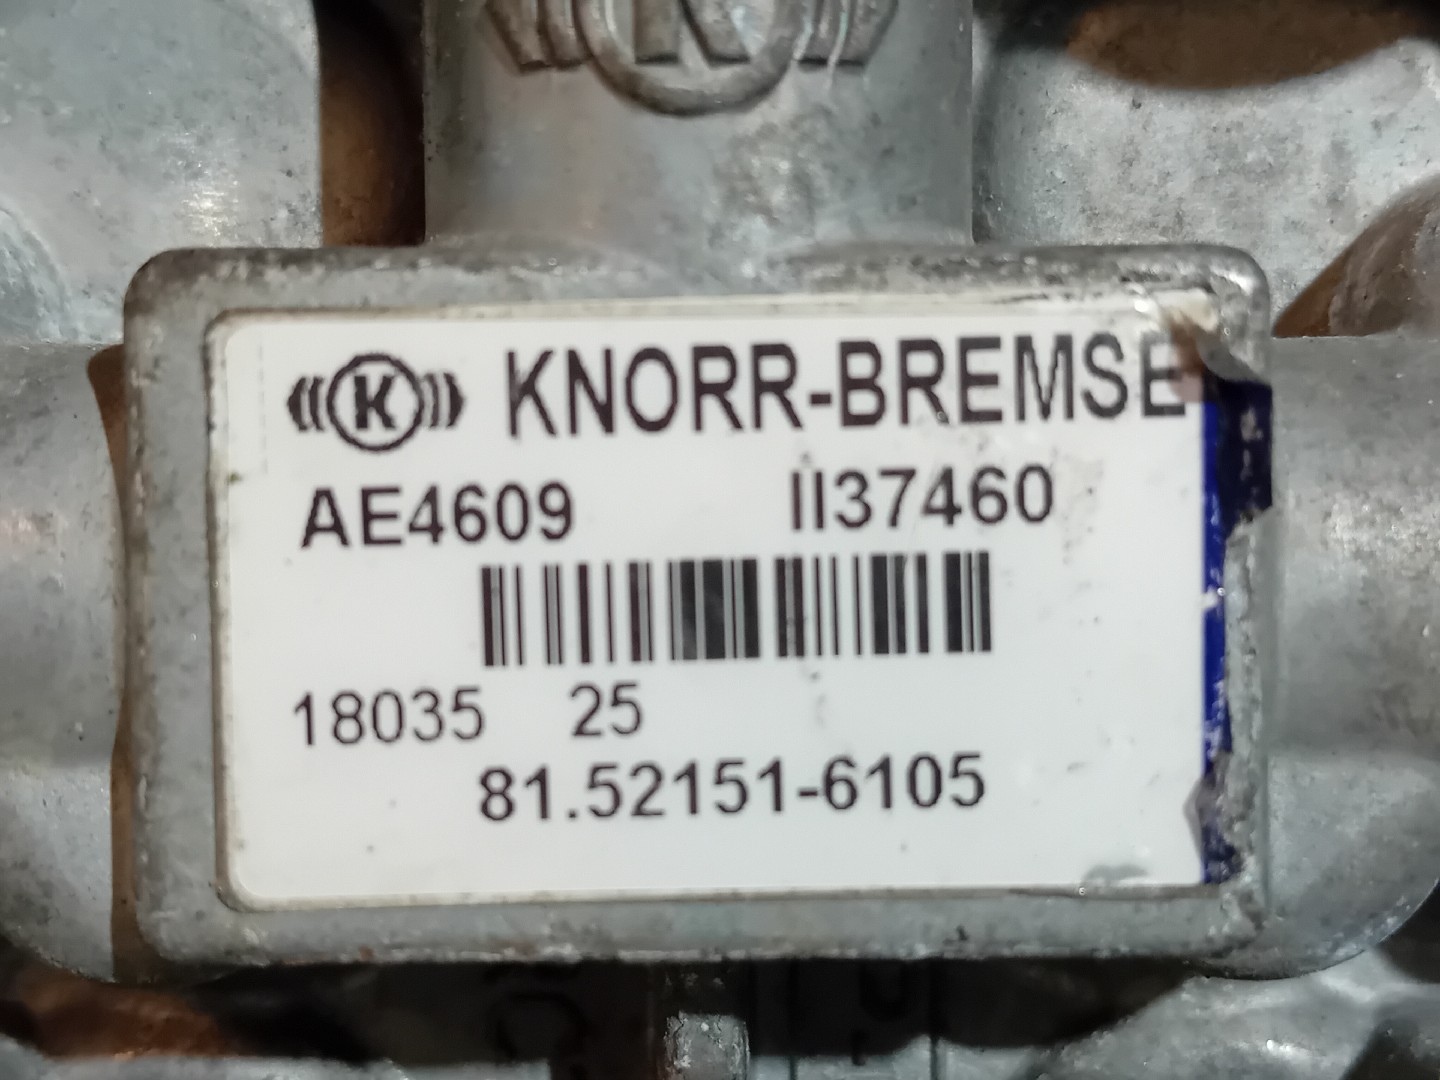 K
K KNORR-BREMSE
AE4609 II37460
18035 25
81.52151-6105